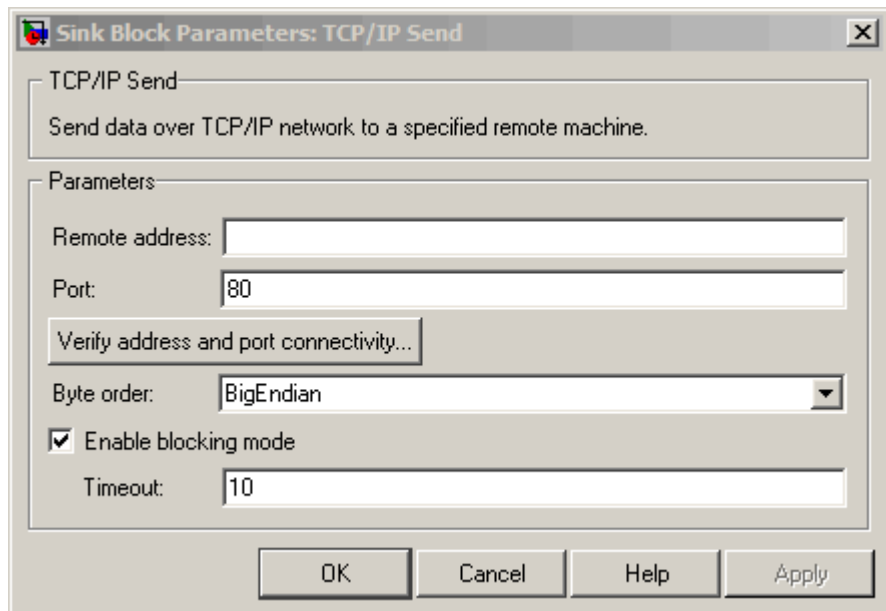 Sink Block Parameters: TCP/IP Send
TCP/IP Send
Send data over TCP/IP network to a specified remote machine.
Parameters
Remote address:
Port: 80
Verify address and port connectivity...
Byte order: BigEndian
Enable blocking mode
Timeout: 10
OK Cancel Help Apply